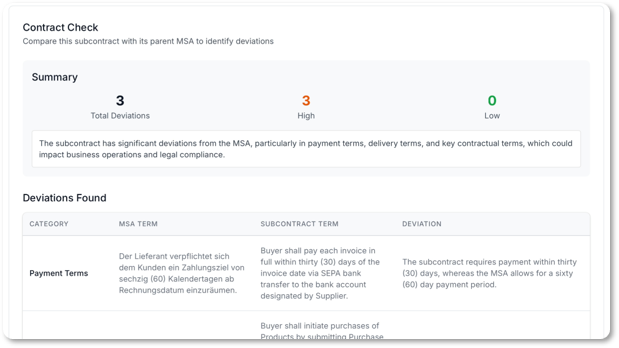 Contract Check
Compare this subcontract with its parent MSA to identify deviations
Summary
3
Total Deviations
3
High
0
Low
The subcontract has significant deviations from the MSA, particularly in payment terms, delivery terms, and key contractual terms, which could
impact business operations and legal compliance.
Deviations Found
CATEGORY MSA TERM SUBCONTRACT TERM DEVIATION
Payment Terms
Der Lieferant verpflichtet sich
dem Kunden ein Zahlungsziel von
sechzig (60) Kalendertagen ab
Rechnungsdatum einzuräumen.
Buyer shall pay each invoice in
full within thirty (30) days of the
invoice date via SEPA bank
transfer to the bank account
designated by Supplier.
The subcontract requires payment within thirty
(30) days, whereas the MSA allows for a sixty
(60) day payment period.
Buyer shall initiate purchases of
Products by submitting Purchase